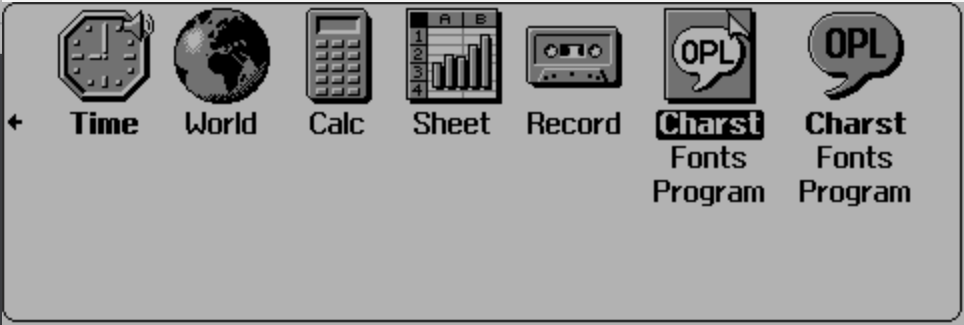 A B
1
2
3
4
OPL
OPL
Time World Calc Sheet Record Charst Charst
Fonts Fonts
Program Program